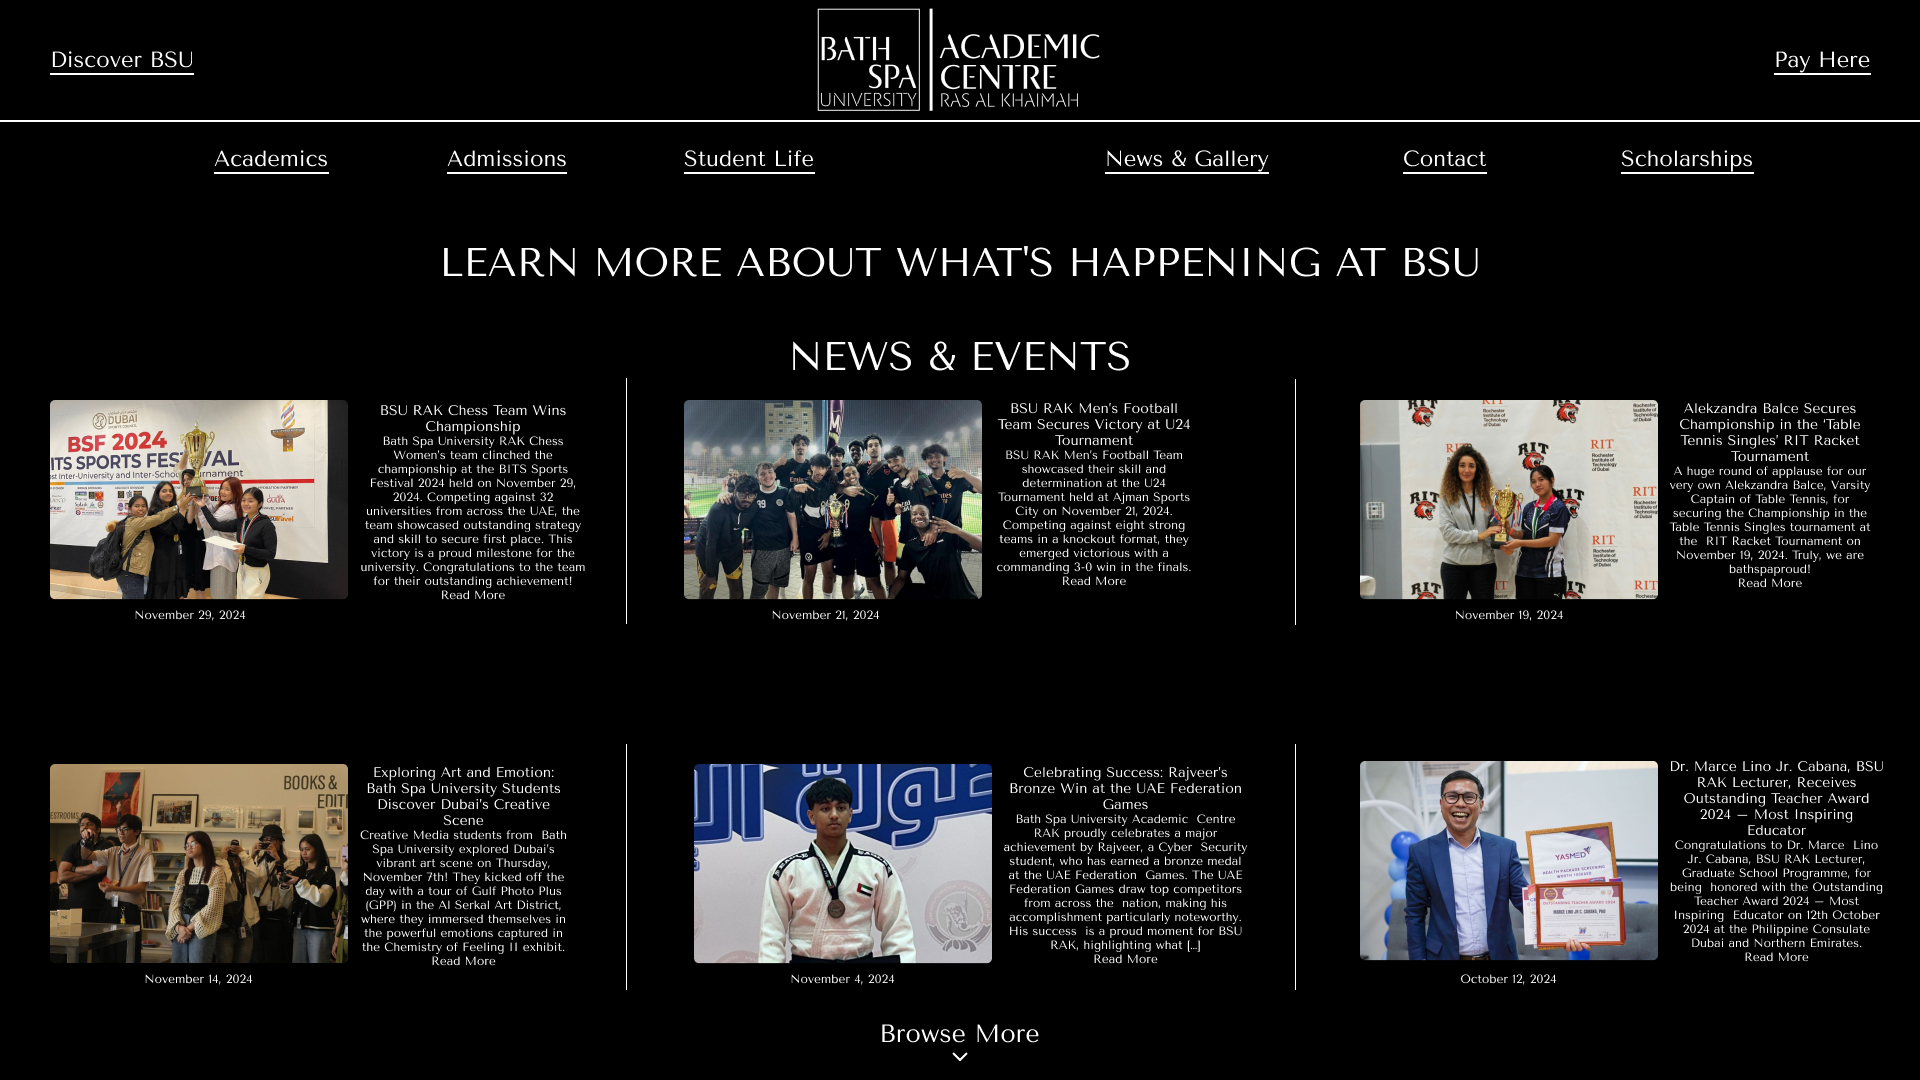 Discover BSU
BATH
SPA
UNIVERSITY
ACADEMIC
CENTRE
RAS AL KHAIMAH
Pay Here
Academics
Admissions
Student Life
News & Gallery
Contact
Scholarships
LEARN MORE ABOUT WHAT'S HAPPENING AT BSU
NEWS & EVENTS
DUBAI
BSF 2024
ITS SPORTS FESTIVAL
November 29, 2024
BSU RAK Chess Team Wins
Championship
Bath Spa University RAK Chess
Women's team clinched the
championship at the BITS Sports
Festival 2024 held on November 29,
2024. Competing against 32
universities from across the UAE, the
team showcased outstanding strategy
and skill to secure first place. This
victory is a proud milestone for the
university. Congratulations to the team
for their outstanding achievement!
Read More
November 21, 2024
BSU RAK Men's Football
Team Secures Victory at U24
Tournament
BSU RAK Men's Football Team
showcased their skill and
determination at the U24
Tournament held at Ajman Sports
City on November 21, 2024.
Competing against eight strong
teams in a knockout format, they
emerged victorious with a
commanding 3-0 win in the finals.
Read More
RIT
Rochester
Institute of
Technology
of Dubai
RIT
RIT
RIT
RIT
November 19, 2024
Alekzandra Balce Secures
Championship in the 'Table
Tennis Singles' RIT Racket
Tournament
A huge round of applause for our
very own Alekzandra Balce, Varsity
Captain of Table Tennis, for
securing the Championship in the
Table Tennis Singles tournament at
the  RIT Racket Tournament on
November 19, 2024. Truly, we are
bathspaproud!
Read More
BOOKS &
EDIT
November 14, 2024
Exploring Art and Emotion:
Bath Spa University Students
Discover Dubai's Creative
Scene
Creative Media students from  Bath
Spa University explored Dubai's
vibrant art scene on Thursday,
November 7th! They kicked off the
day with a tour of Gulf Photo Plus
(GPP) in the Al Serkal Art District,
where they immersed themselves in
the powerful emotions captured in
the Chemistry of Feeling II exhibit.
Read More
November 4, 2024
Celebrating Success: Rajveer's
Bronze Win at the UAE Federation
Games
Bath Spa University Academic  Centre
RAK proudly celebrates a major
achievement by Rajveer, a Cyber  Security
student, who has earned a bronze medal
at the UAE Federation  Games. The UAE
Federation Games draw top competitors
from across the  nation, making his
accomplishment particularly noteworthy.
His success  is a proud moment for BSU
RAK, highlighting what [...]
Read More
YASMED
October 12, 2024
Dr. Marce Lino Jr. Cabana, BSU
RAK Lecturer, Receives
Outstanding Teacher Award
2024 – Most Inspiring
Educator
Congratulations to Dr. Marce  Lino
Jr. Cabana, BSU RAK Lecturer,
Graduate School Programme, for
being  honored with the Outstanding
Teacher Award 2024 – Most
Inspiring  Educator on 12th October
2024 at the Philippine Consulate
Dubai and Northern Emirates.
Read More
Browse More